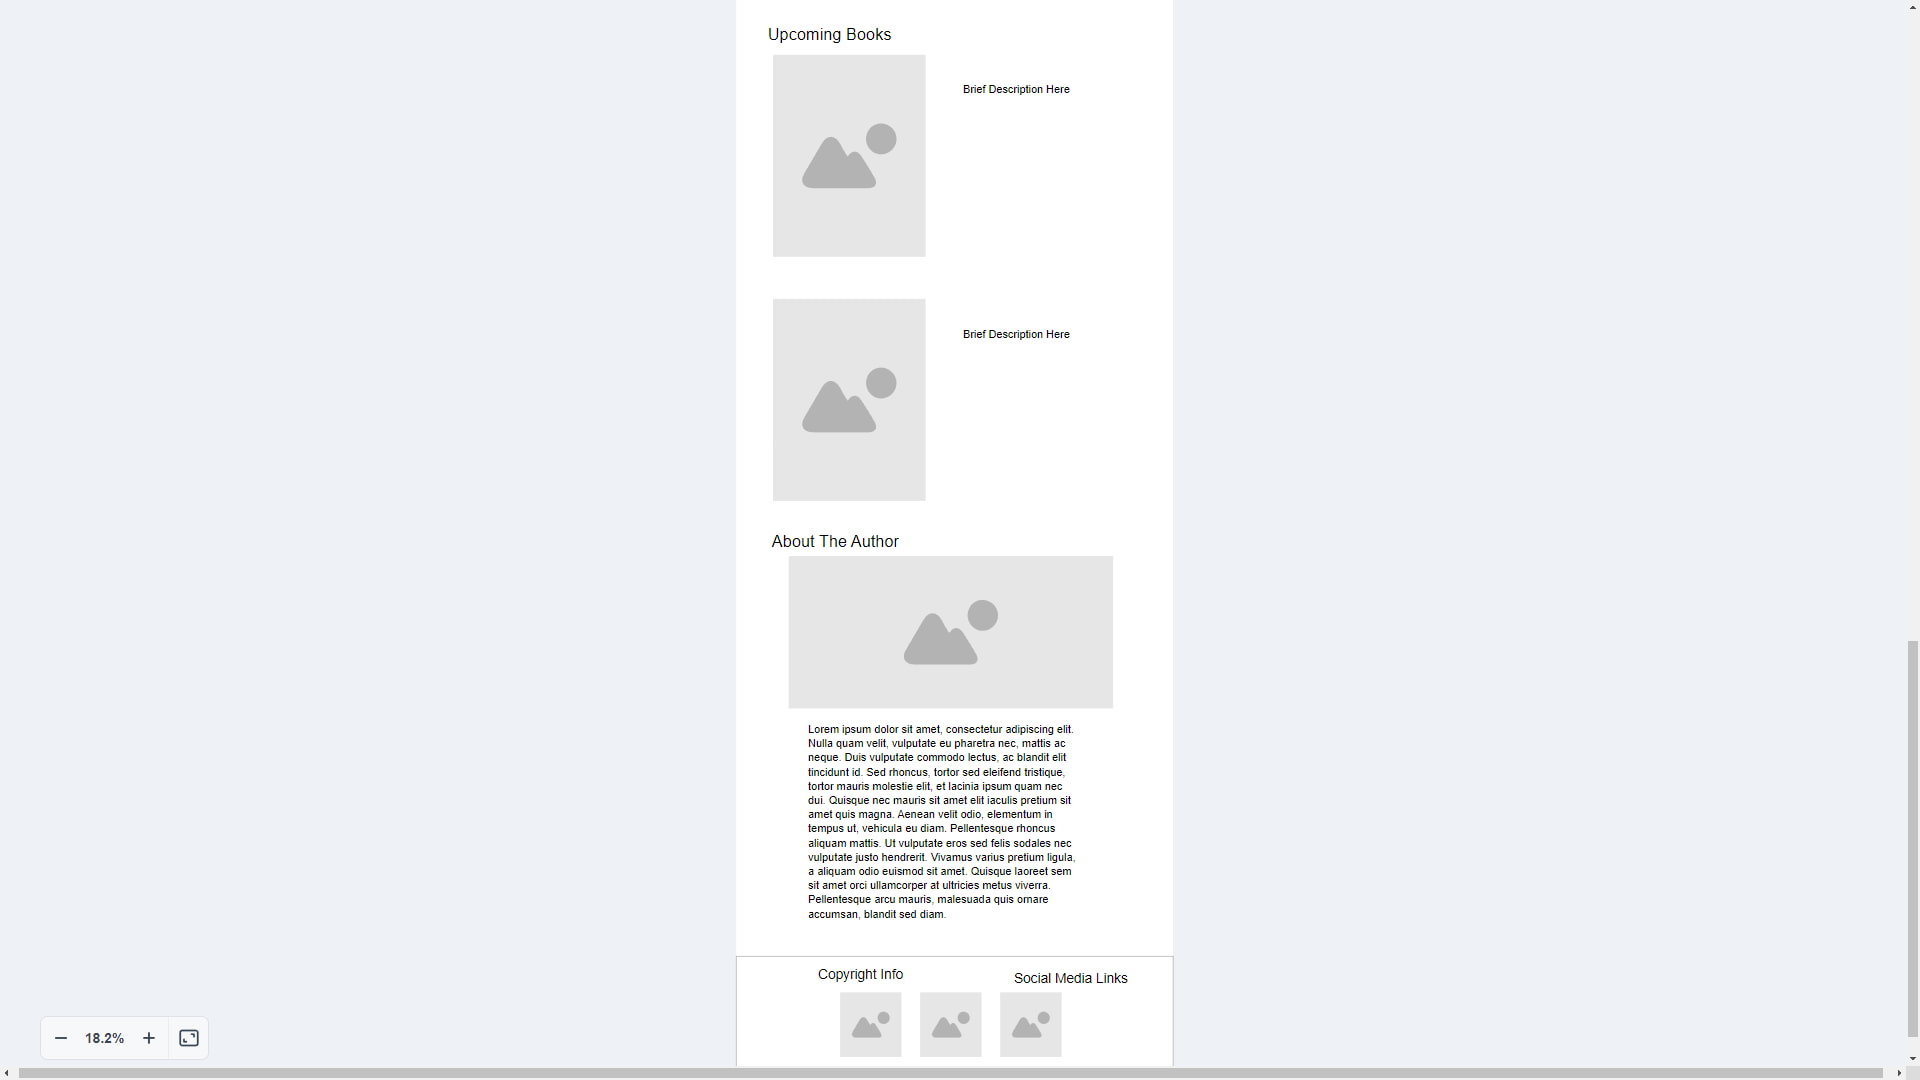 Upcoming Books
Brief Description Here
Brief Description Here
About The Author
Lorem ipsum dolor sit amet, consectetur adipiscing elit.
Nulla quam velit, vulputate eu pharetra nec, mattis ac
neque. Duis vulputate commodo lectus, ac blandit elit
tincidunt id. Sed rhoncus, tortor sed eleifend tristique,
tortor mauris molestie elit, et lacinia ipsum quam nec
dui. Quisque nec mauris sit amet elit iaculis pretium sit
amet quis magna. Aenean velit odio, elementum in
tempus ut, vehicula eu diam. Pellentesque rhoncus
aliquam mattis. Ut vulputate eros sed felis sodales nec
vulputate justo hendrerit. Vivamus varius pretium ligula,
a aliquam odio euismod sit amet. Quisque laoreet sem
sit amet orci ullamcorper at ultricies metus viverra.
Pellentesque arcu mauris, malesuada quis ornare
accumsan, blandit sed diam.
Copyright Info
Social Media Links
18.2%